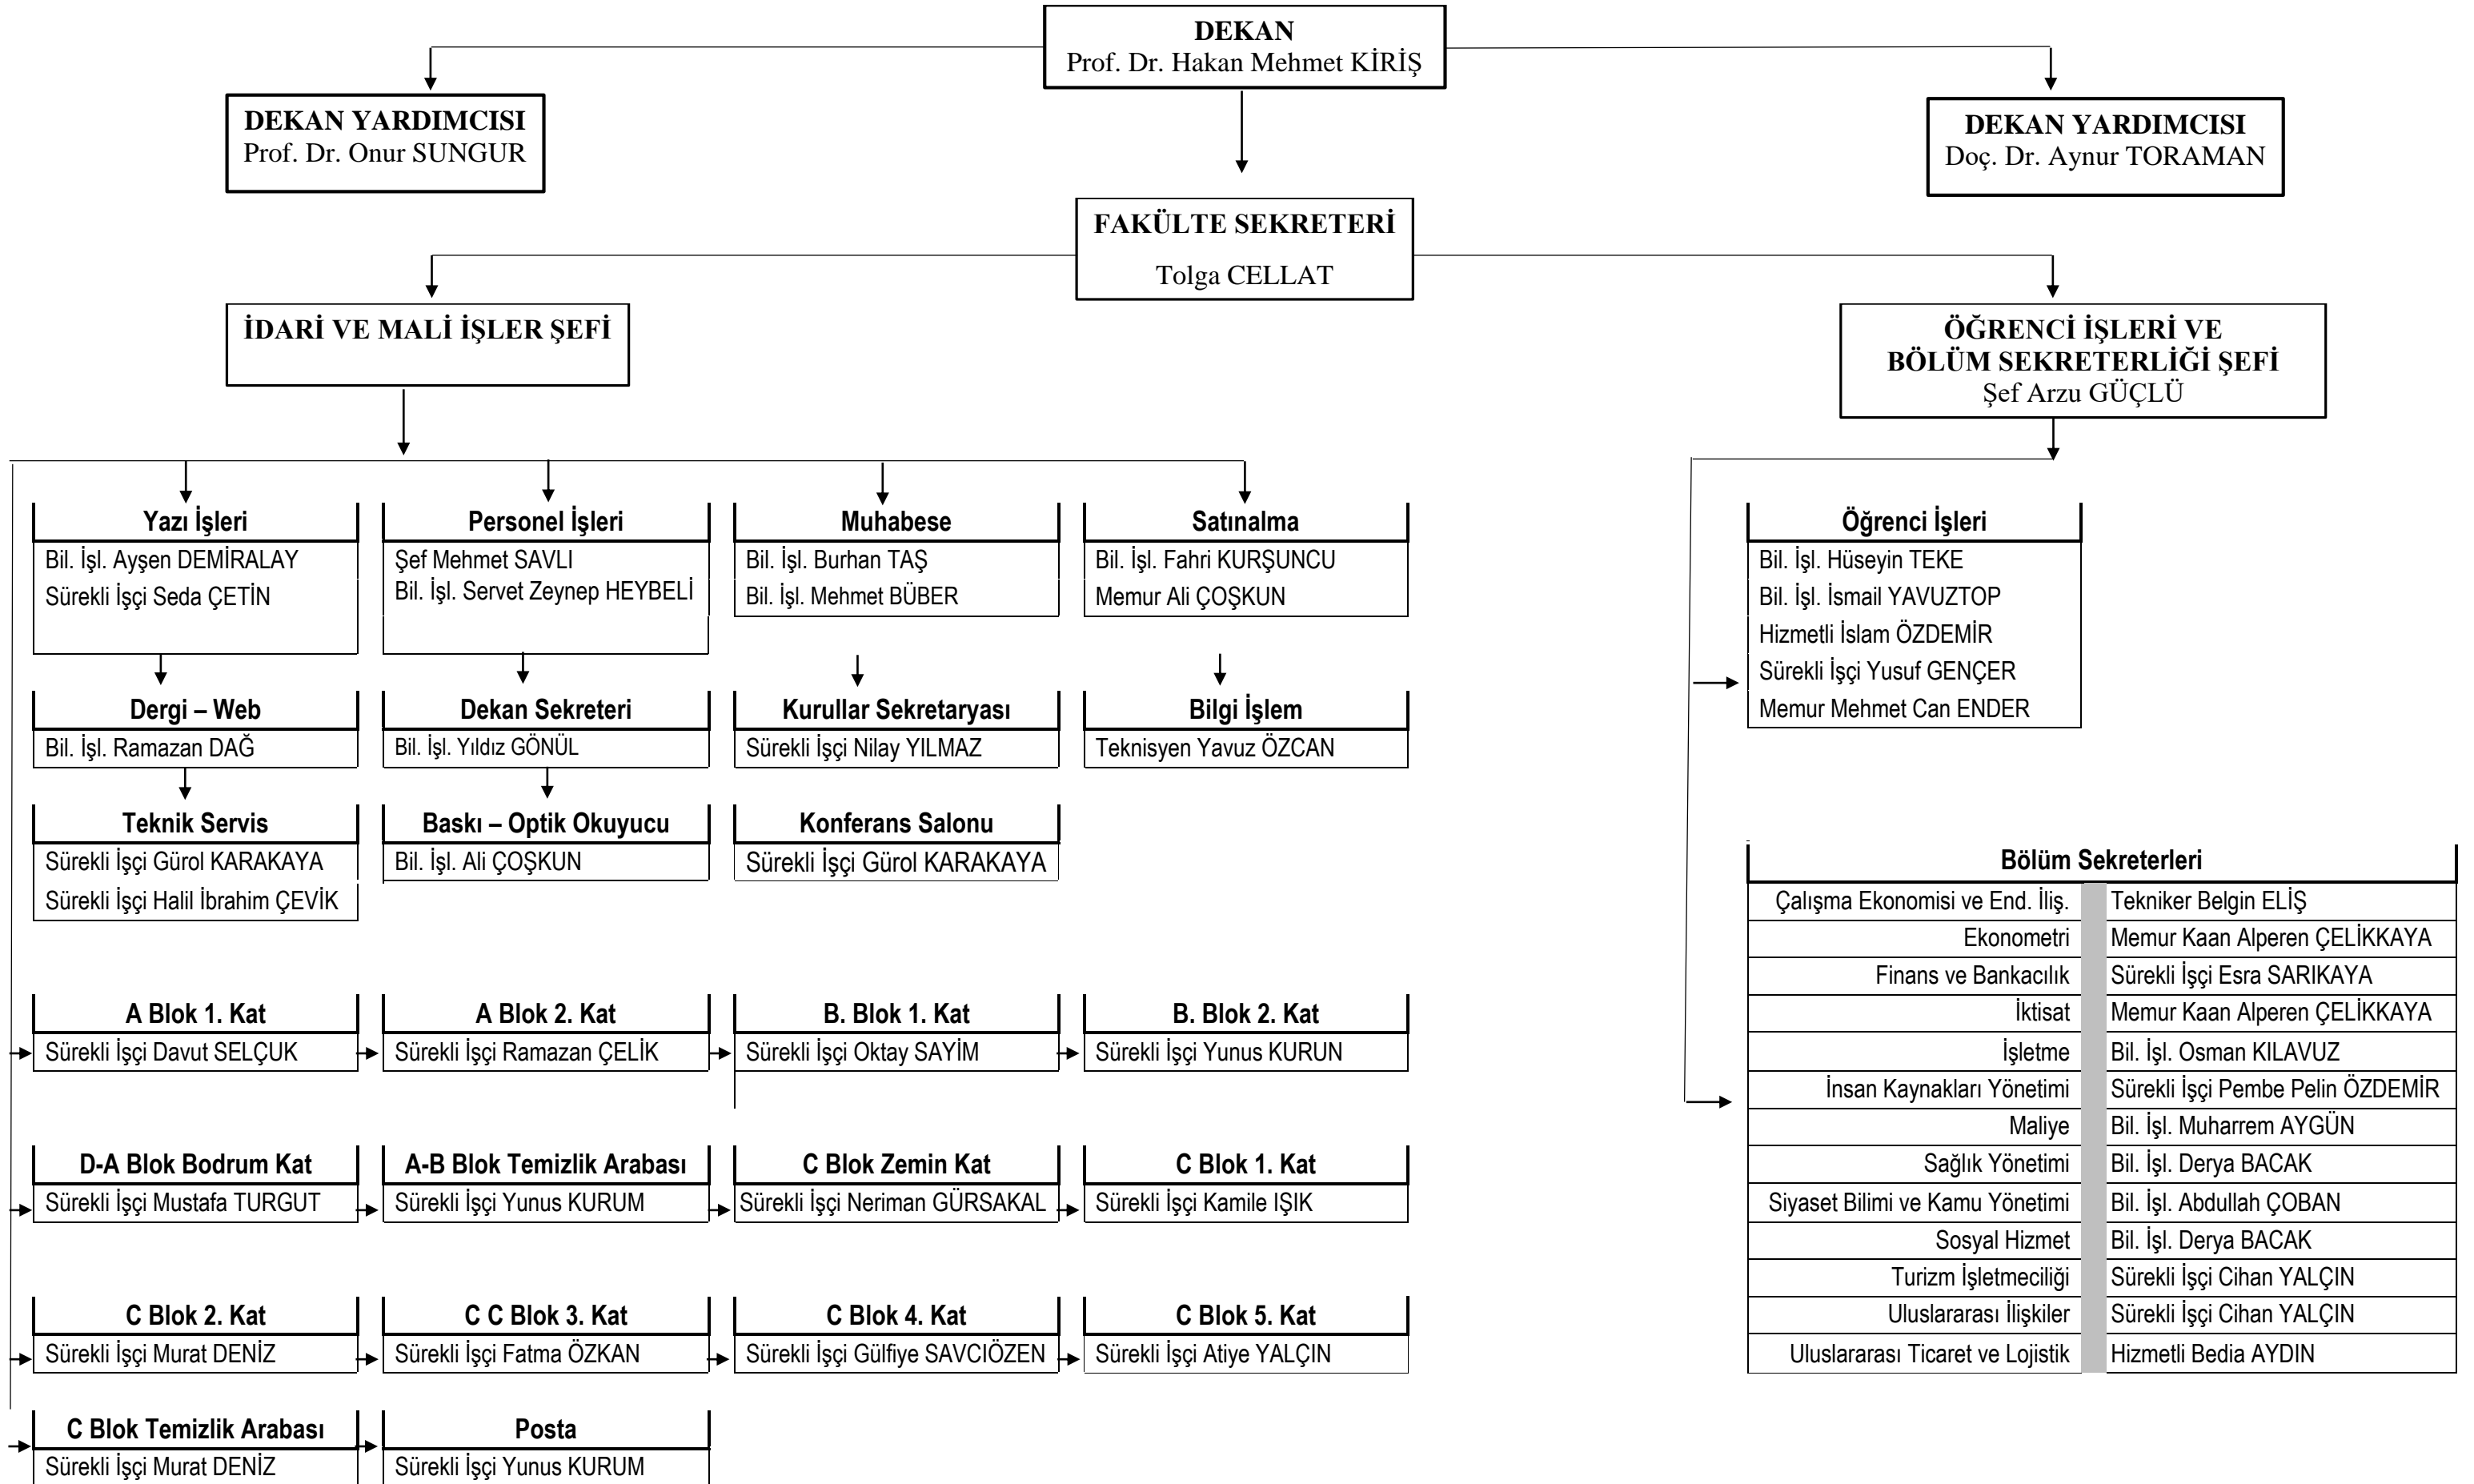 DEKAN
Prof. Dr. Hakan Mehmet KİRİŞ
DEKAN YARDIMCISI
Prof. Dr. Onur SUNGUR
DEKAN YARDIMCISI
Doç. Dr. Aynur TORAMAN
FAKÜLTE SEKRETERİ
Tolga CELLAT
İDARİ VE MALİ İŞLER ŞEFİ
ÖĞRENCİ İŞLERİ VE
BÖLÜM SEKRETERLİĞİ ŞEFİ
Şef Arzu GÜÇLÜ
Yazı İşleri
Bil. İşl. Ayşen DEMİRALAY
Sürekli İşçi Seda ÇETİN
Personel İşleri
Şef Mehmet SAVLI
Bil. İşl. Servet Zeynep HEYBELİ
Muhabese
Bil. İşl. Burhan TAŞ
Bil. İşl. Mehmet BÜBER
Satınalma
Bil. İşl. Fahri KURŞUNCU
Memur Ali ÇOŞKUN
Dergi – Web
Bil. İşl. Ramazan DAĞ
Dekan Sekreteri
Bil. İşl. Yıldız GÖNÜL
Kurullar Sekretaryası
Sürekli İşçi Nilay YILMAZ
Bilgi İşlem
Teknisyen Yavuz ÖZCAN
Teknik Servis
Sürekli İşçi Gürol KARAKAYA
Sürekli İşçi Halil İbrahim ÇEVİK
Baskı – Optik Okuyucu
Bil. İşl. Ali ÇOŞKUN
Konferans Salonu
Sürekli İşçi Gürol KARAKAYA
A Blok 1. Kat
Sürekli İşçi Davut SELÇUK
A Blok 2. Kat
Sürekli İşçi Ramazan ÇELİK
B. Blok 1. Kat
Sürekli İşçi Oktay SAYİM
B. Blok 2. Kat
Sürekli İşçi Yunus KURUN
D-A Blok Bodrum Kat
Sürekli İşçi Mustafa TURGUT
A-B Blok Temizlik Arabası
Sürekli İşçi Yunus KURUM
C Blok Zemin Kat
Sürekli İşçi Neriman GÜRSAKAL
C Blok 1. Kat
Sürekli İşçi Kamile IŞIK
C Blok 2. Kat
Sürekli İşçi Murat DENİZ
C C Blok 3. Kat
Sürekli İşçi Fatma ÖZKAN
C Blok 4. Kat
Sürekli İşçi Gülfiye SAVCIÖZEN
C Blok 5. Kat
Sürekli İşçi Atiye YALÇIN
C Blok Temizlik Arabası
Sürekli İşçi Murat DENİZ
Posta
Sürekli İşçi Yunus KURUM
Öğrenci İşleri
Bil. İşl. Hüseyin TEKE
Bil. İşl. İsmail YAVUZTOP
Hizmetli İslam ÖZDEMİR
Sürekli İşçi Yusuf GENÇER
Memur Mehmet Can ENDER
Bölüm Sekreterleri
Çalışma Ekonomisi ve End. İliş. Tekniker Belgin ELİŞ
Ekonometri Memur Kaan Alperen ÇELİKKAYA
Finans ve Bankacılık Sürekli İşçi Esra SARIKAYA
İktisat Memur Kaan Alperen ÇELİKKAYA
İşletme Bil. İşl. Osman KILAVUZ
İnsan Kaynakları Yönetimi Sürekli İşçi Pembe Pelin ÖZDEMİR
Maliye Bil. İşl. Muharrem AYGÜN
Sağlık Yönetimi Bil. İşl. Derya BACAK
Siyaset Bilimi ve Kamu Yönetimi Bil. İşl. Abdullah ÇOBAN
Sosyal Hizmet Bil. İşl. Derya BACAK
Turizm İşletmeciliği Sürekli İşçi Cihan YALÇIN
Uluslararası İlişkiler Sürekli İşçi Cihan YALÇIN
Uluslararası Ticaret ve Lojistik Hizmetli Bedia AYDIN